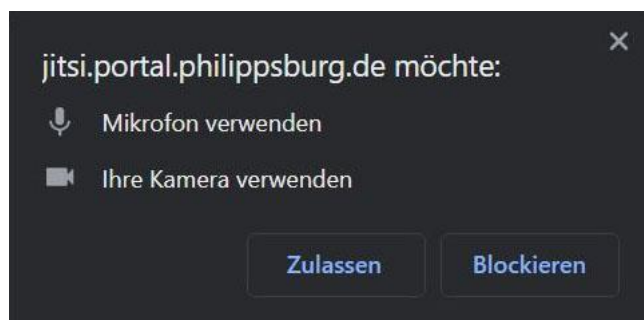 jitsi.portal.philippsburg.de möchte:
Mikrofon verwenden
Ihre Kamera verwenden
Zulassen Blockieren